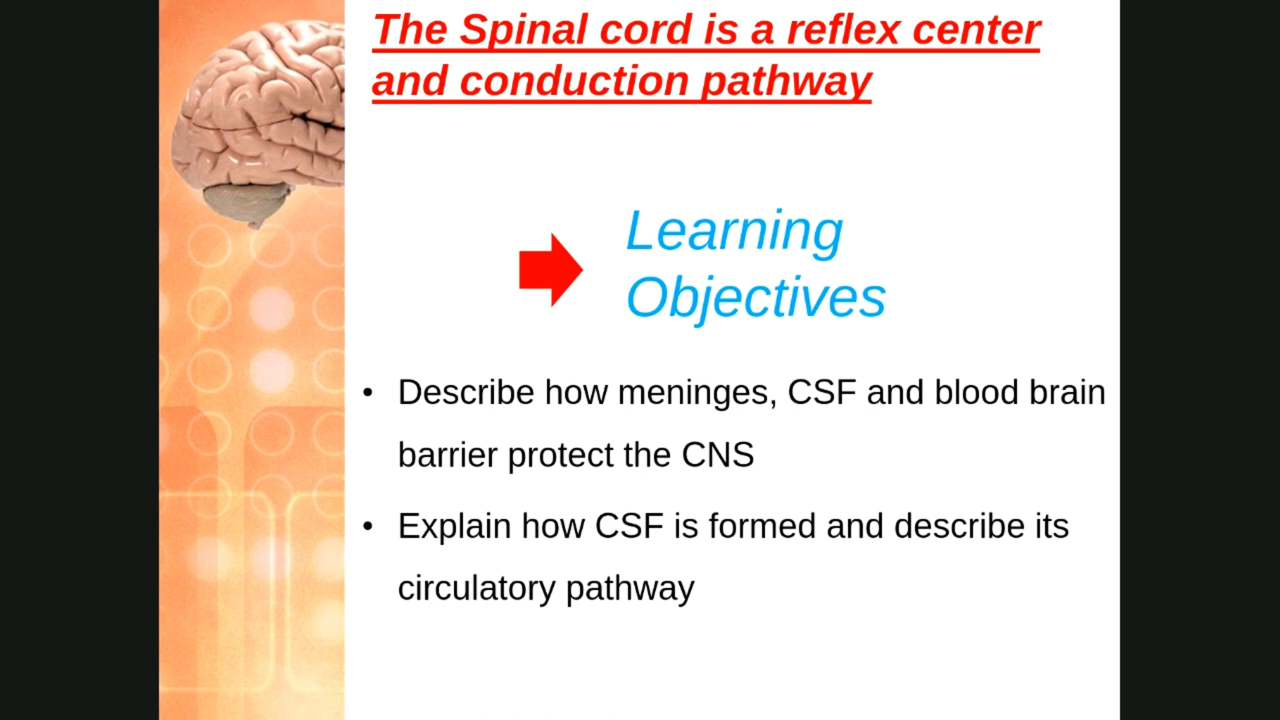 The Spinal cord is a reflex center
and conduction pathway
Learning
Objectives
• Describe how meninges, CSF and blood brain
barrier protect the CNS
• Explain how CSF is formed and describe its
circulatory pathway